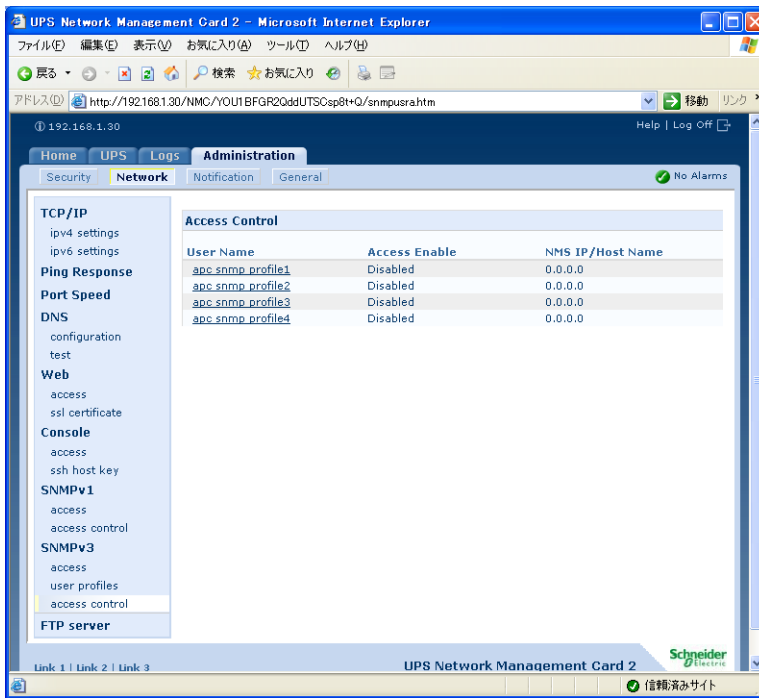 UPS Network Management Card 2 - Microsoft Internet Explorer
ファイル(F) 編集(E) 表示(V) お気に入り(A) ツール(T) ヘルプ(H)
戻る 検索 お気に入り
アドレス(D) http://192.168.1.30/NMC/YOU1BFGR2QddUTSCsp8t+Q/snmpusra.htm 移動 リンク »
192.168.1.30 Help | Log Off
Home UPS Logs Administration
Security Network Notification General No Alarms
TCP/IP
ipv4 settings
ipv6 settings
Ping Response
Port Speed
DNS
configuration
test
Web
access
ssl certificate
Console
access
ssh host key
SNMPv1
access
access control
SNMPv3
access
user profiles
access control
FTP server
Access Control
User Name Access Enable NMS IP/Host Name
apc snmp profile1 Disabled 0.0.0.0
apc snmp profile2 Disabled 0.0.0.0
apc snmp profile3 Disabled 0.0.0.0
apc snmp profile4 Disabled 0.0.0.0
Link 1 | Link 2 | Link 3 UPS Network Management Card 2 Schneider Electric
信頼済みサイト